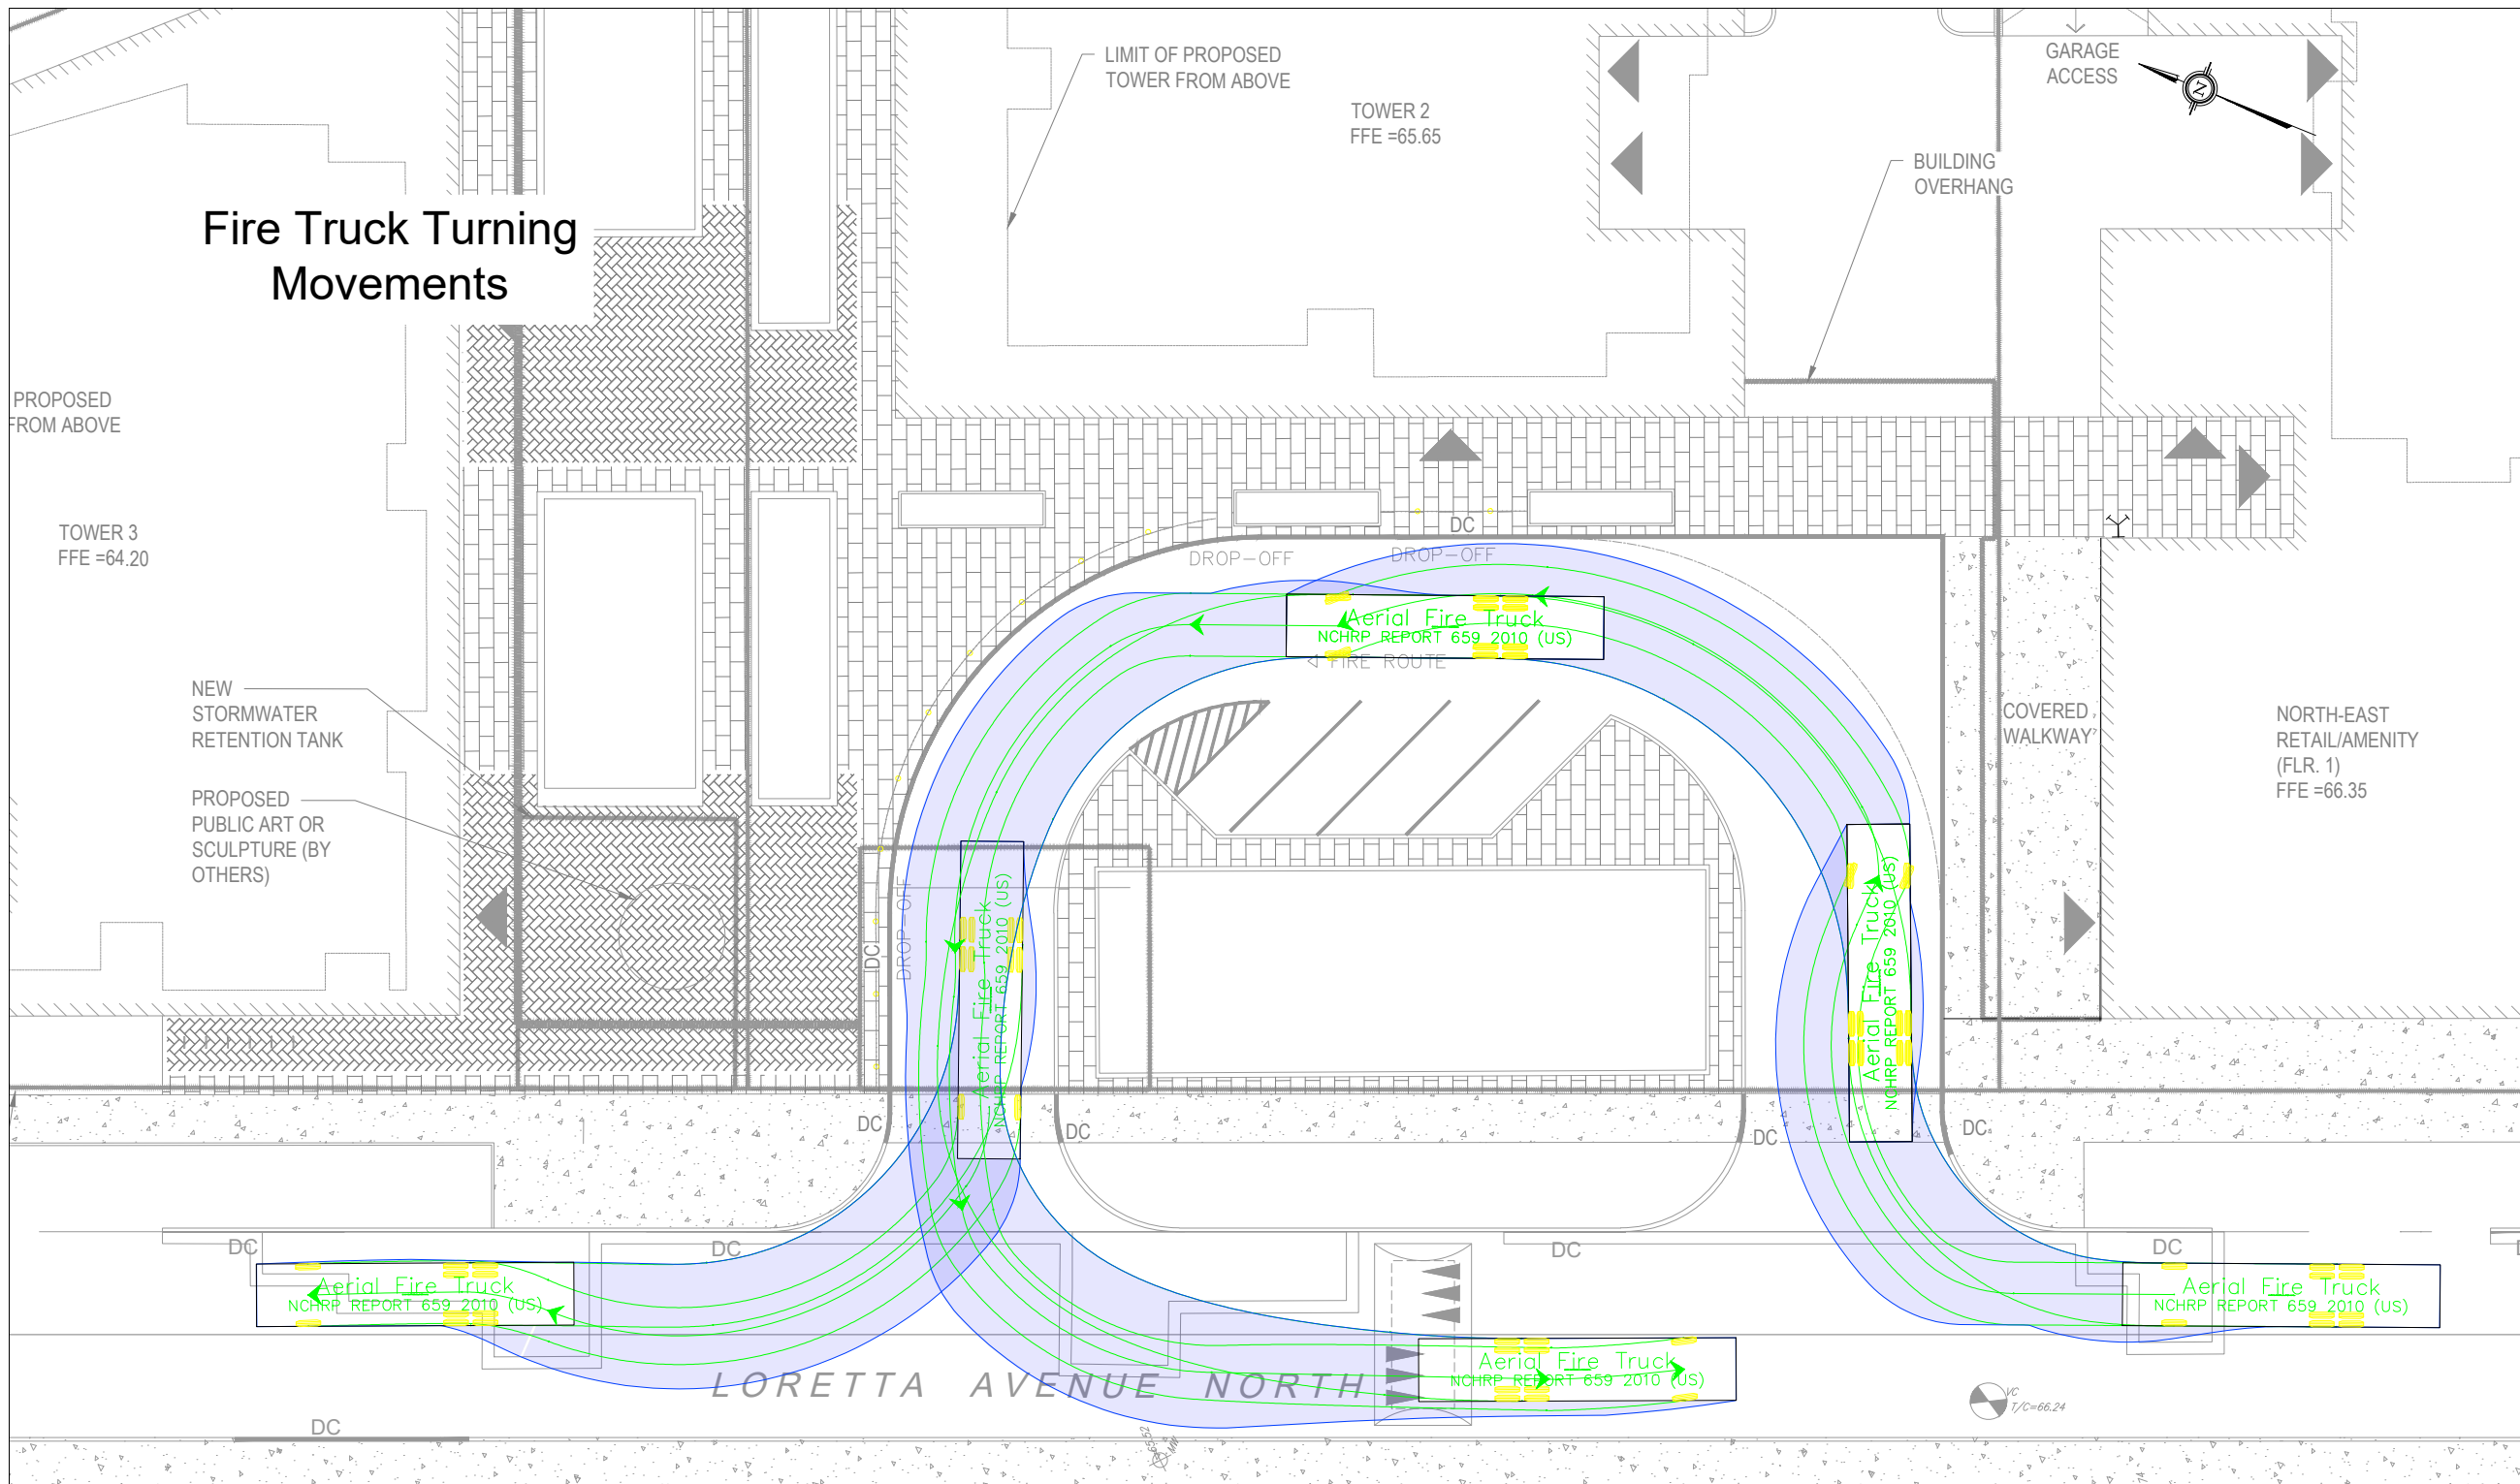 Fire Truck Turning
Movements
LIMIT OF PROPOSED
TOWER FROM ABOVE
TOWER 2
FFE =65.65
GARAGE
ACCESS
N
BUILDING
OVERHANG
PROPOSED
FROM ABOVE
TOWER 3
FFE =64.20
DC
DROP-OFF
DROP-OFF
Aerial Fire Truck
NCHRP REPORT 659 2010 (US)
FIRE ROUTE
NEW
STORMWATER
RETENTION TANK
PROPOSED
PUBLIC ART OR
SCULPTURE (BY
OTHERS)
COVERED
WALKWAY
NORTH-EAST
RETAIL/AMENITY
(FLR. 1)
FFE =66.35
DROP-OFF
DC
Aerial Fire Truck
NCHRP REPORT 659 2010 (US)
Aerial Fire Truck
NCHRP REPORT 659 2010 (US)
DC
DC
DC
DC
DC
DC
DC
DC
Aerial Fire Truck
NCHRP REPORT 659 2010 (US)
Aerial Fire Truck
NCHRP REPORT 659 2010 (US)
Aerial Fire Truck
NCHRP REPORT 659 2010 (US)
LORETTA AVENUE NORTH
VC
T/C=66.24
DC
MW